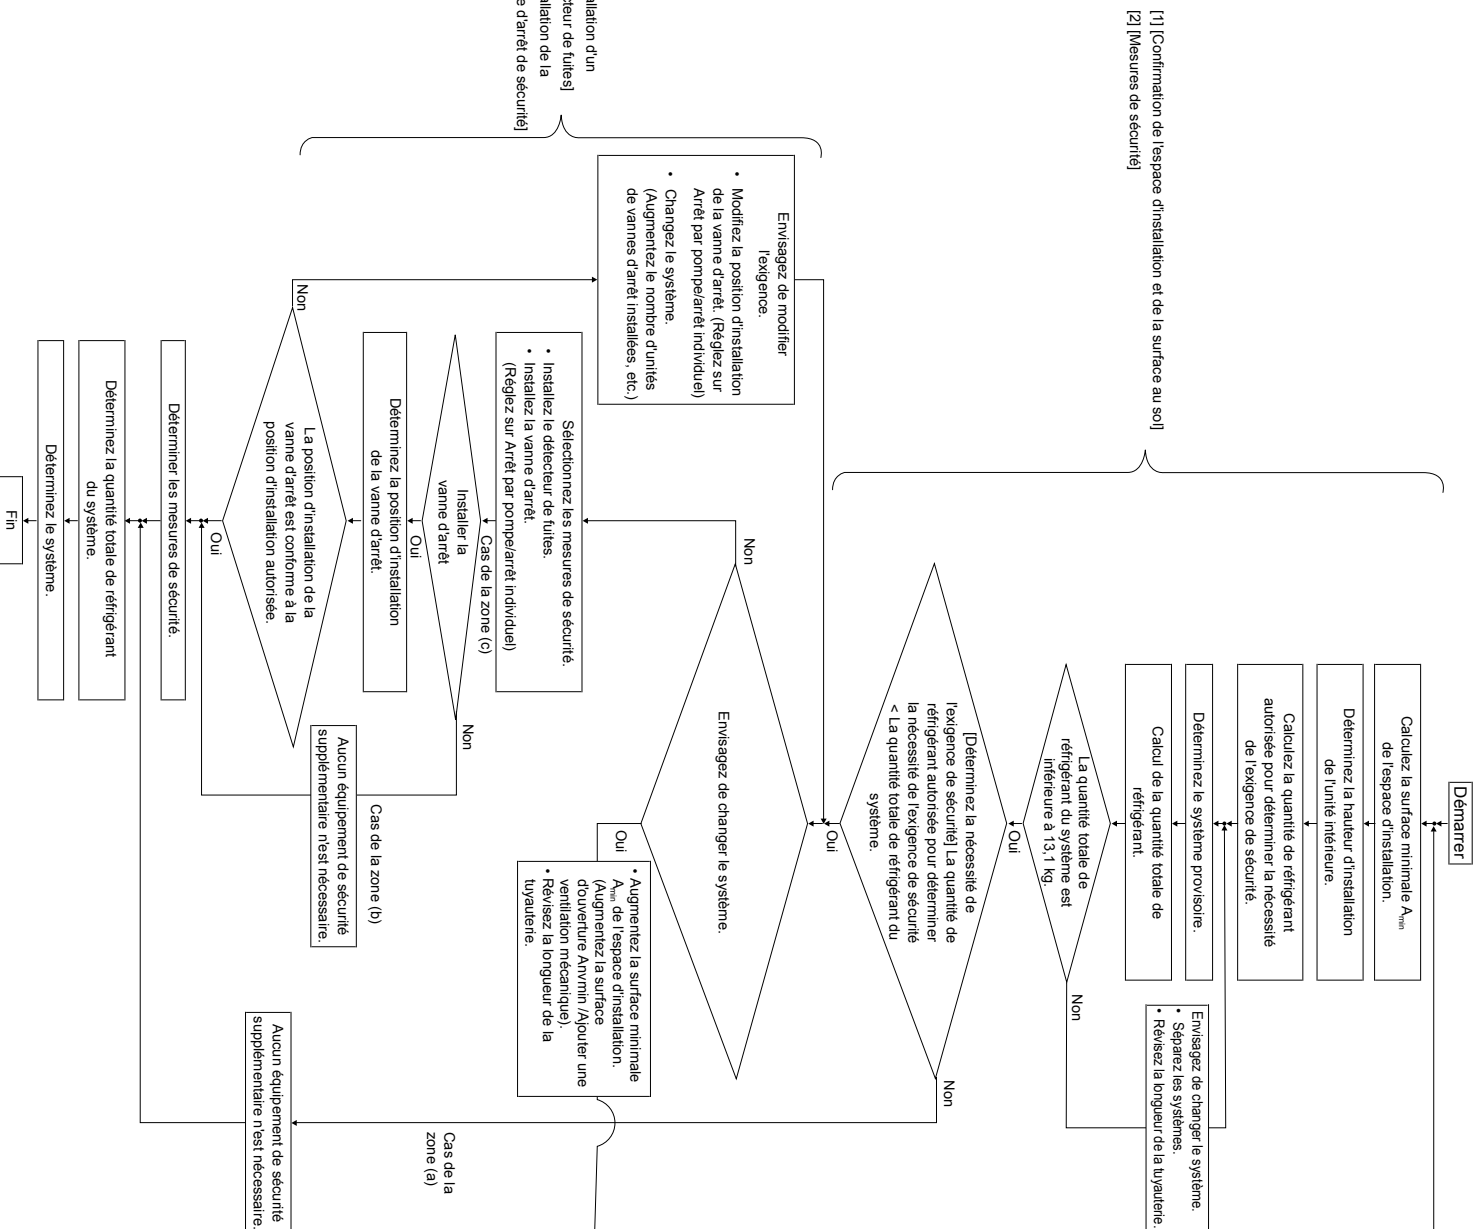 [1] [Confirmation de l'espace d'installation et de la surface au sol]
[2] [Mesures de sécurité]
Démarrer
Calculez la surface minimale Amin
de l'espace d'installation.
Déterminez la hauteur d'installation
de l'unité intérieure.
Calculez la quantité de réfrigérant
autorisée pour déterminer la nécessité
de l'exigence de sécurité.
Déterminez le système provisoire.
Calcul de la quantité totale de
réfrigérant.
La quantité totale de
réfrigérant du système est
inférieure à 13,1 kg.
Non
Envisagez de changer le système.
• Séparez les systèmes.
• Révisez la longueur de la tuyauterie.
Oui
[Déterminez la nécessité de
l'exigence de sécurité] La quantité de
réfrigérant autorisée pour déterminer
la nécessité de l'exigence de sécurité
< La quantité totale de réfrigérant du
système.
Non
Oui
Envisagez de changer le système.
Non
Oui
• Augmentez la surface minimale
Amin de l'espace d'installation.
(Augmentez la surface
d'ouverture Anvmin /Ajouter une
ventilation mécanique).
• Révisez la longueur de la
tuyauterie.
Cas de la
zone (a)
Aucun équipement de sécurité
supplémentaire n'est nécessaire.
Envisagez de modifier
l'exigence.
• Modifiez la position d'installation
de la vanne d'arrêt. (Réglez sur
Arrêt par pompe/arrêt individuel)
• Changez le système.
(Augmentez le nombre d'unités
de vannes d'arrêt installées, etc.)
d'un
de fuites]
de la
d'arrêt de sécurité]
Sélectionnez les mesures de sécurité.
• Installez le détecteur de fuites.
• Installez la vanne d'arrêt.
(Réglez sur Arrêt par pompe/arrêt individuel)
Cas de la zone (c)
Installer la
vanne d'arrêt
Non
Oui
Cas de la zone (b)
Aucun équipement de sécurité
supplémentaire n'est nécessaire.
Déterminez la position d'installation
de la vanne d'arrêt.
La position d'installation de la
vanne d'arrêt est conforme à la
position d'installation autorisée.
Non
Oui
Déterminer les mesures de sécurité.
Déterminez la quantité totale de réfrigérant
du système.
Déterminez le système.
Fin